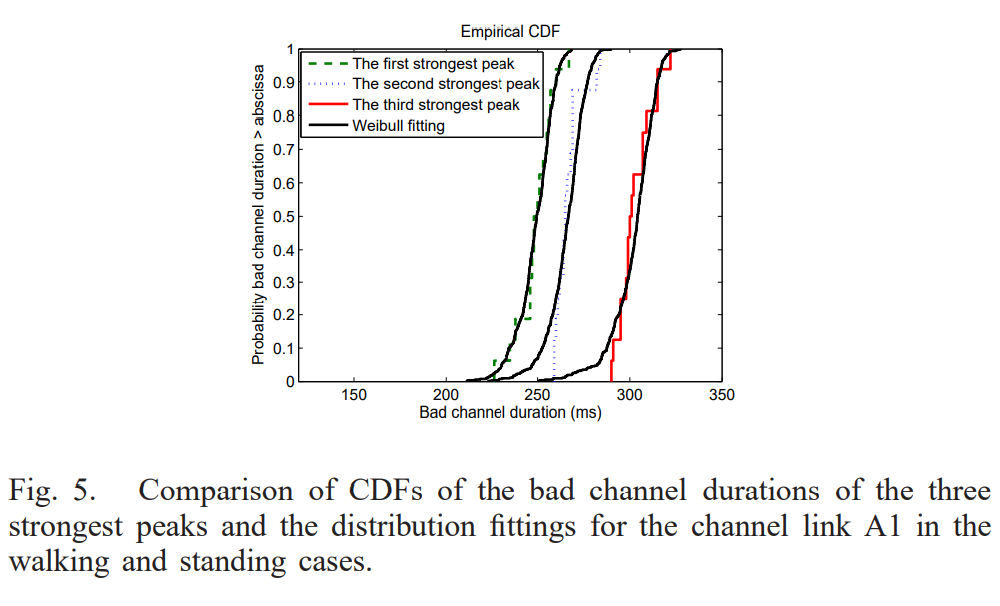 Empirical CDF
1
0.9
0.8
0.7
0.6
0.5
0.4
0.3
0.2
0.1
0
Probability bad channel duration > abscissa
The first strongest peak
The second strongest peak
The third strongest peak
Weibull fitting
150 200 250 300 350
Bad channel duration (ms)
Fig. 5. Comparison of CDFs of the bad channel durations of the three
strongest peaks and the distribution fittings for the channel link A1 in the
walking and standing cases.